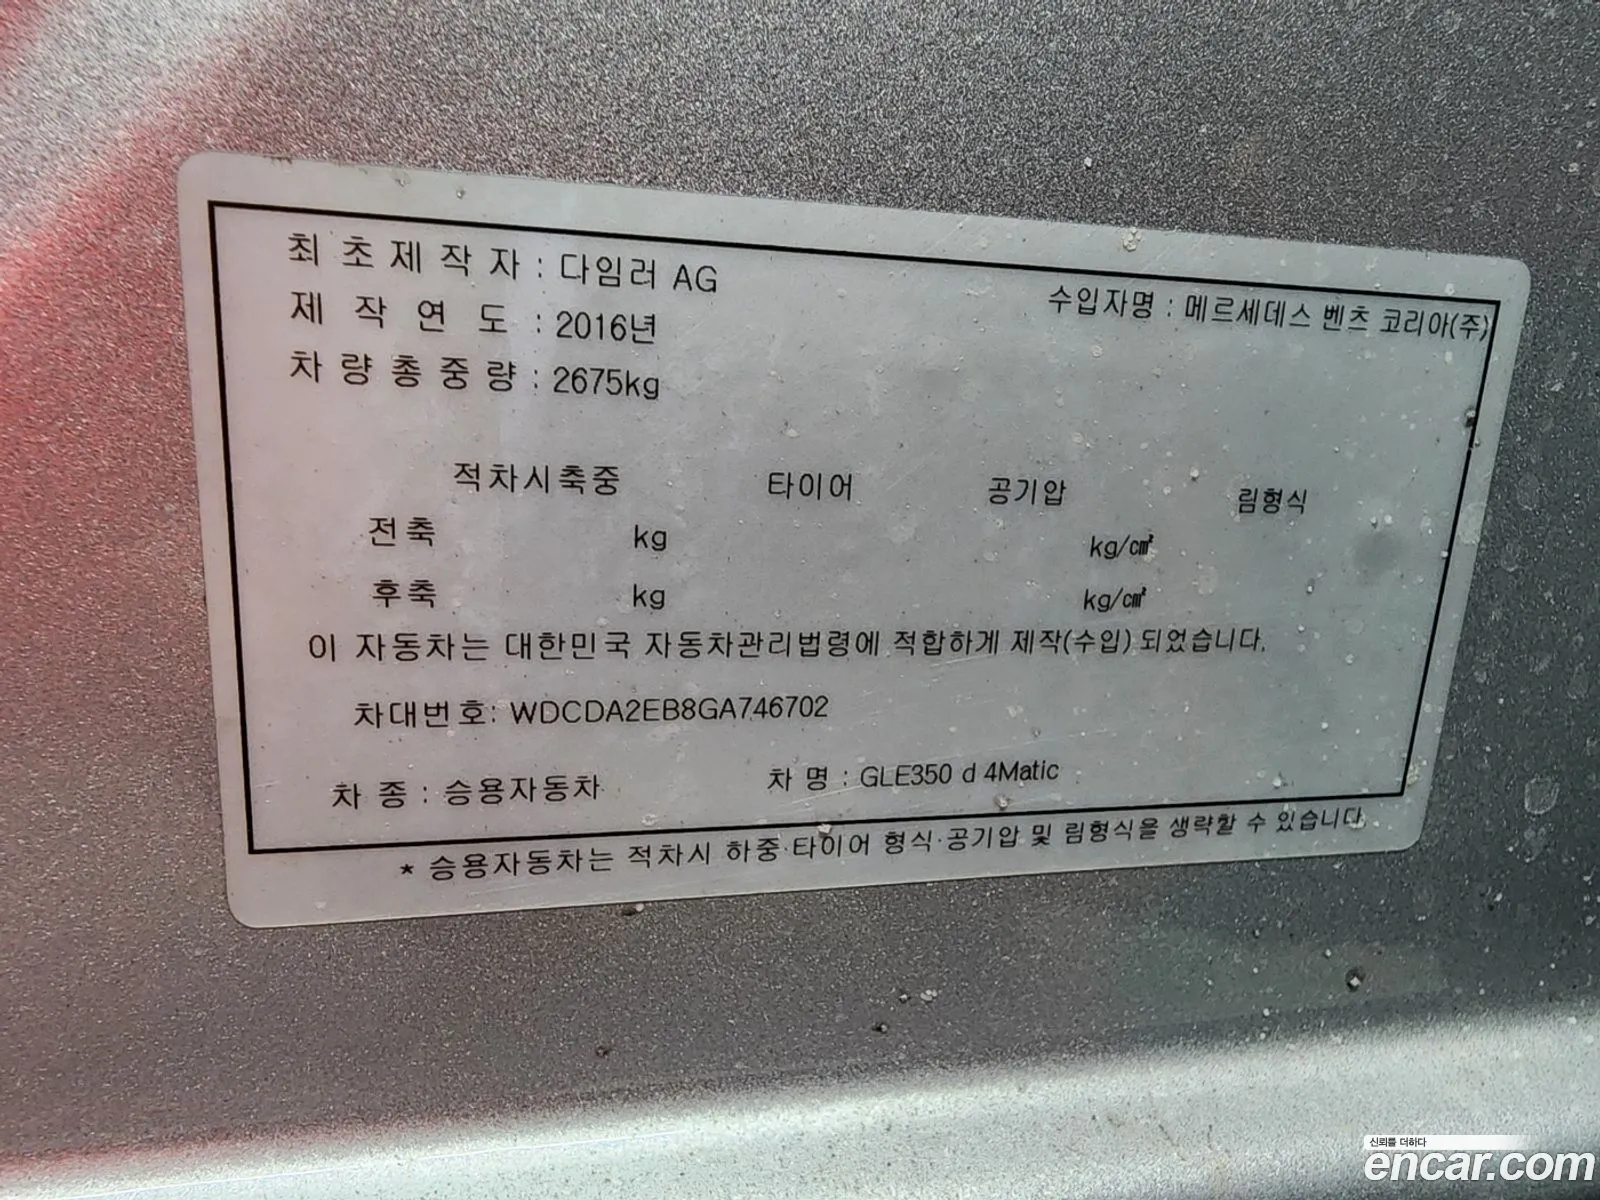 최초제작자 : 다임러 AG
수입자명 : 메르세데스 벤츠 코리아(주)
제 작 연 도 : 2016년
차량총중량 : 2675kg
적차시축중 타이어 공기압 림형식
전축 kg kg/㎠
후축 kg kg/㎠
이 자동차는 대한민국 자동차관리법령에 적합하게 제작(수입) 되었습니다.
차대번호: WDCDA2EB8GA746702
차 종 : 승용자동차 차 명 : GLE350 d 4Matic
* 승용자동차는 적차시 하중·타이어 형식·공기압 및 림형식을 생략할 수 있습니다.
신뢰를 더하다
encar.com